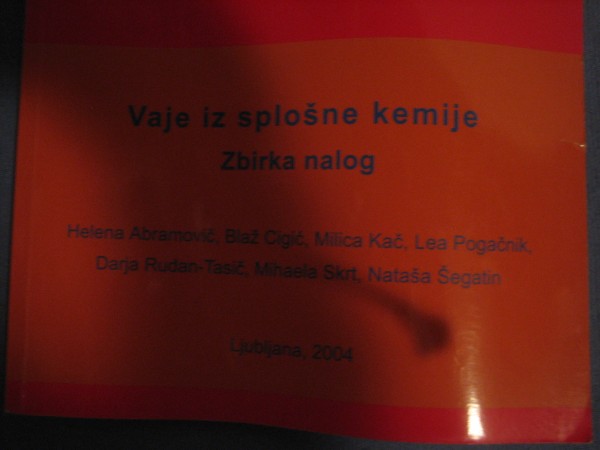 Vaje iz splošne kemije
Zbirka nalog
Helena Abramovič, Blaž Cigić, Milica Kač, Lea Pogačnik,
Darja Rudan-Tasič, Mihaela Skrt, Nataša Šegatin
Ljubljana, 2004